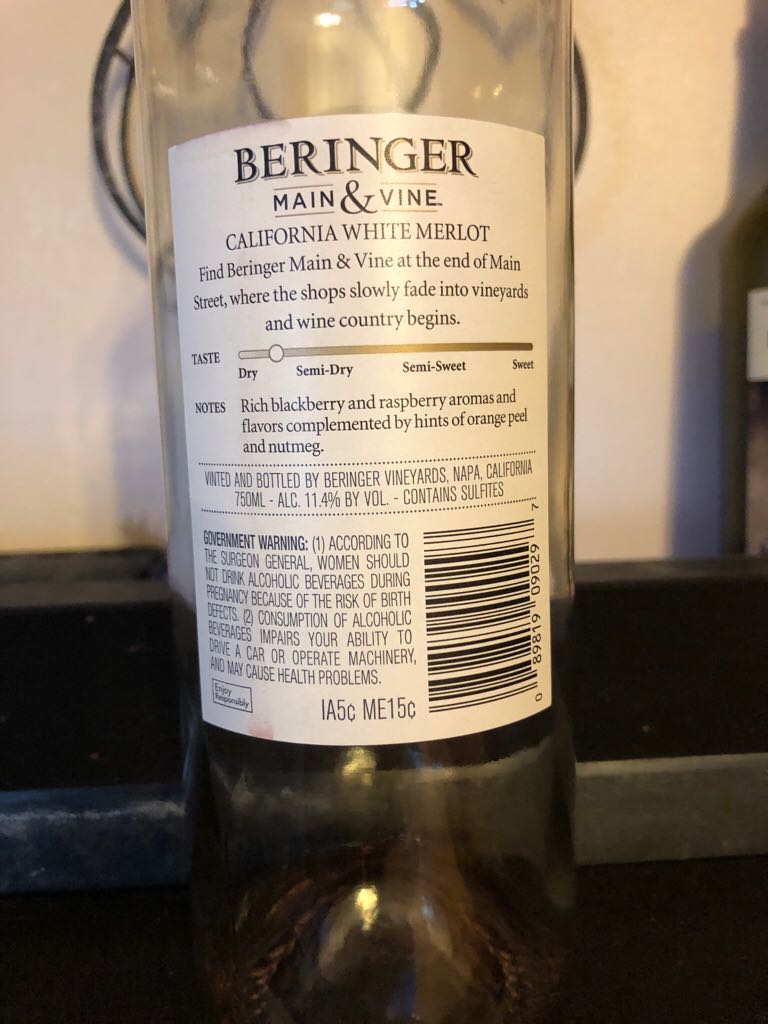 BERINGER
MAIN & VINE™
CALIFORNIA WHITE MERLOT
Find Beringer Main & Vine at the end of Main
Street, where the shops slowly fade into vineyards
and wine country begins.
TASTE
Dry Semi-Dry Semi-Sweet Sweet
NOTES Rich blackberry and raspberry aromas and
flavors complemented by hints of orange peel
and nutmeg.
VINTED AND BOTTLED BY BERINGER VINEYARDS, NAPA, CALIFORNIA
750ML - ALC. 11.4% BY VOL. - CONTAINS SULFITES
GOVERNMENT WARNING: (1) ACCORDING TO
THE SURGEON GENERAL, WOMEN SHOULD
NOT DRINK ALCOHOLIC BEVERAGES DURING
PREGNANCY BECAUSE OF THE RISK OF BIRTH
DEFECTS. (2) CONSUMPTION OF ALCOHOLIC
BEVERAGES IMPAIRS YOUR ABILITY TO
DRIVE A CAR OR OPERATE MACHINERY,
AND MAY CAUSE HEALTH PROBLEMS.
Enjoy
Responsibly
IA5¢ ME15¢
0 89819 09029 7